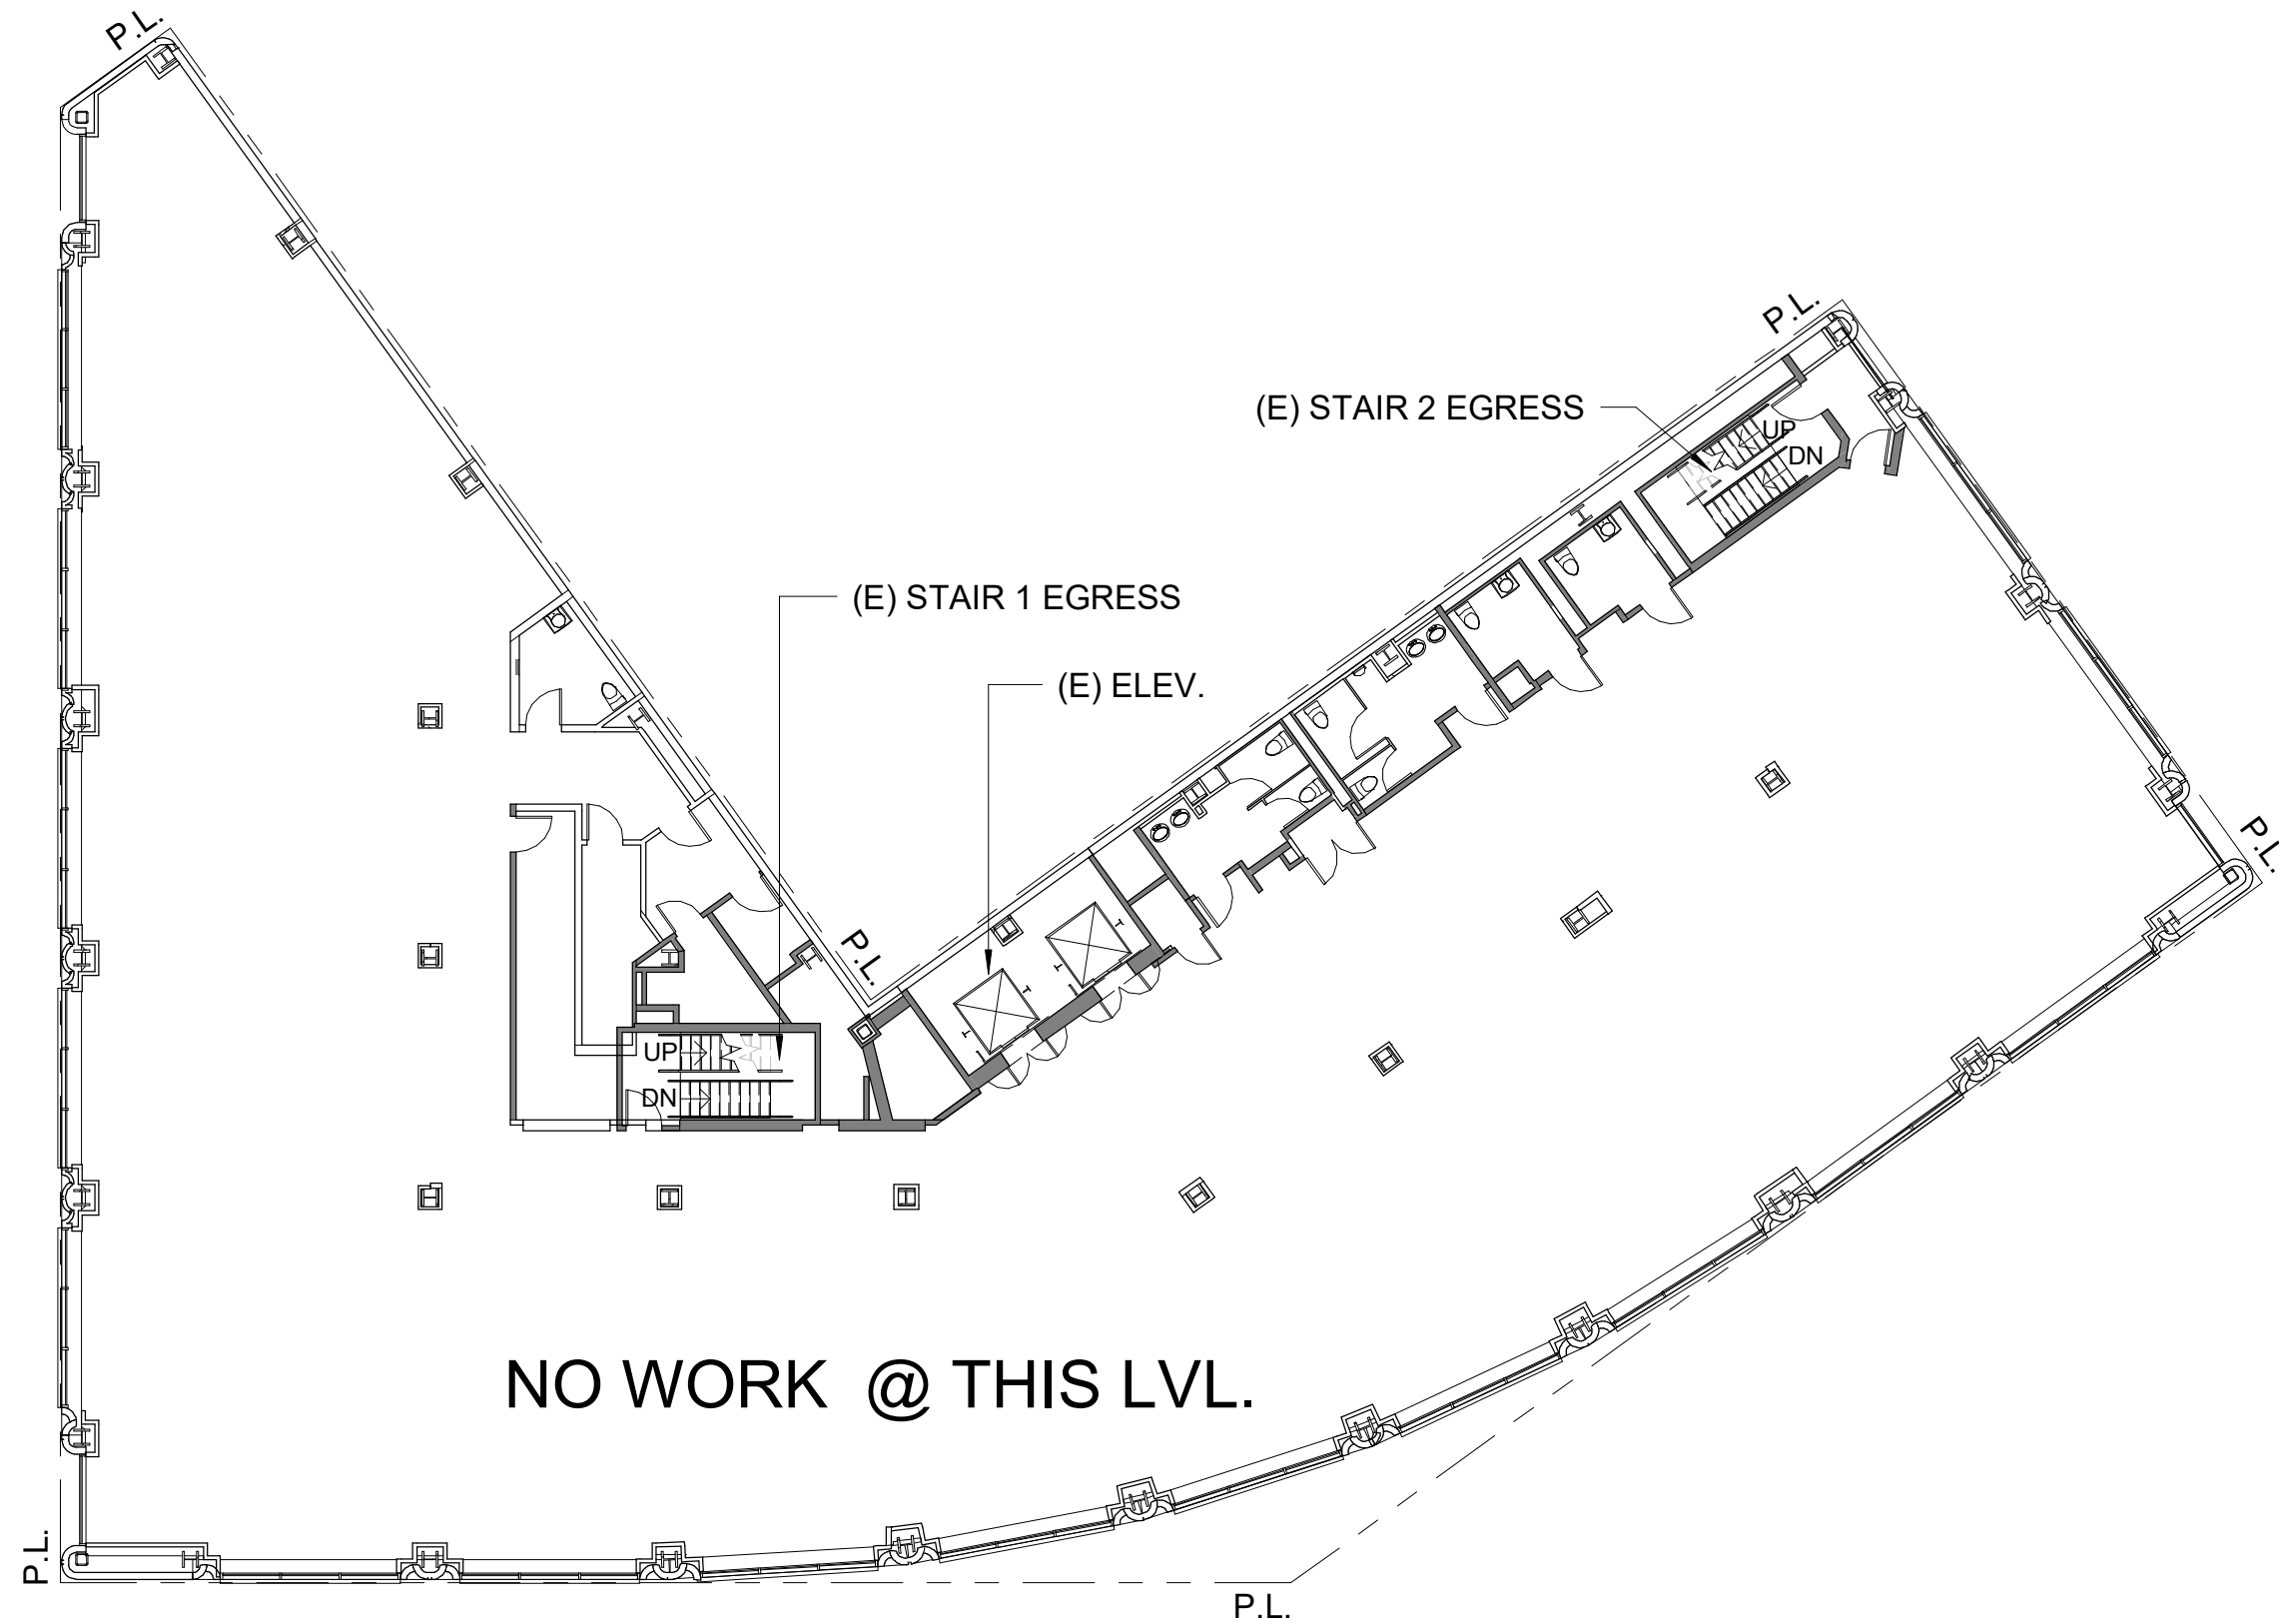 P.L.
P.L.
(E) STAIR 2 EGRESS
UP
DN
(E) STAIR 1 EGRESS
(E) ELEV.
P.L.
P.L.
UP
DN
NO WORK @ THIS LVL.
P.L.
P.L.